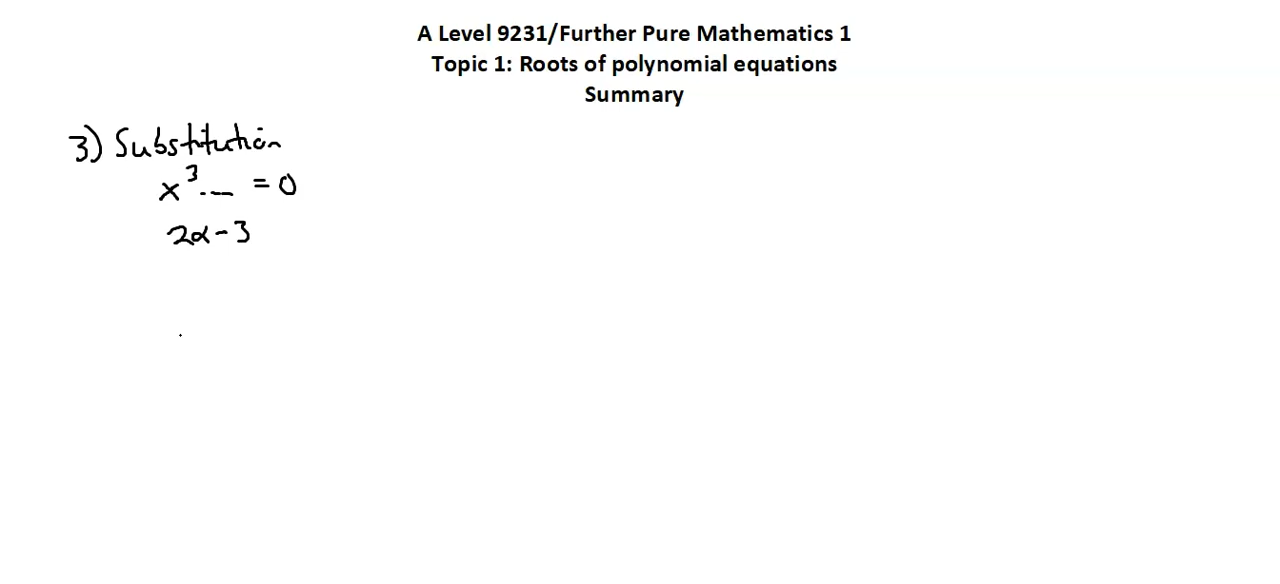 A Level 9231/Further Pure Mathematics 1
Topic 1: Roots of polynomial equations
Summary
3) Substitution
x³... = 0
2α - 3